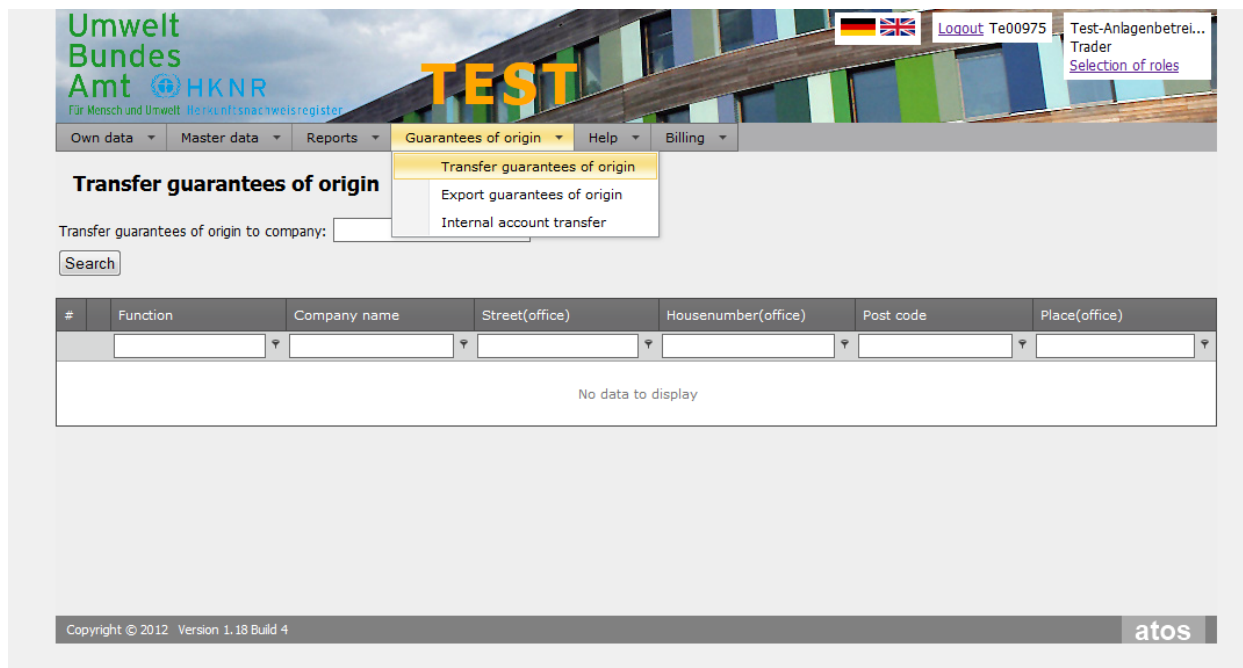 Umwelt
Bundes
Amt HKNR
Für Mensch und Umwelt Herkunftsnachweisregister
TEST
Logout Te00975
Test-Anlagenbetrei...
Trader
Selection of roles
Own data Master data Reports Guarantees of origin Help Billing
Transfer guarantees of origin
Export guarantees of origin
Internal account transfer
Transfer guarantees of origin
Transfer guarantees of origin to company:
Search
# Function Company name Street(office) Housenumber(office) Post code Place(office)
No data to display
Copyright © 2012 Version 1.18 Build 4
atos